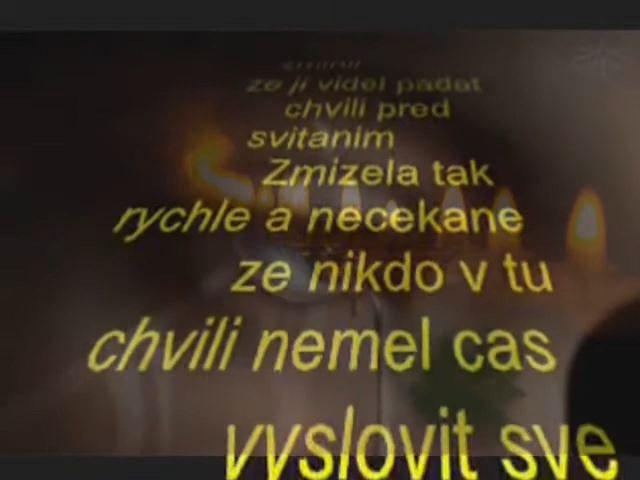 ze ji videl padat
chvili pred
svitanim
Zmizela tak
rychle a necekane
ze nikdo v tu
chvili nemel cas
vyslovit sve